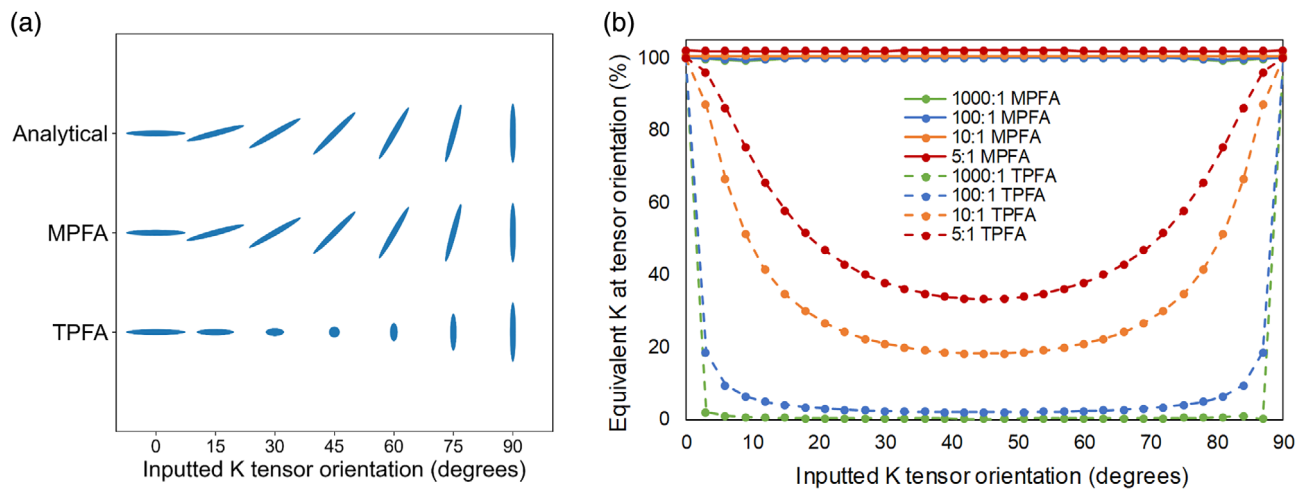 (a)
Analytical
MPFA
TPFA
0 15 30 45 60 75 90
Inputted K tensor orientation (degrees)
(b)
Equivalent K at tensor orientation (%)
100
80
60
40
20
0
1000:1 MPFA
100:1 MPFA
10:1 MPFA
5:1 MPFA
1000:1 TPFA
100:1 TPFA
10:1 TPFA
5:1 TPFA
0 10 20 30 40 50 60 70 80 90
Inputted K tensor orientation (degrees)